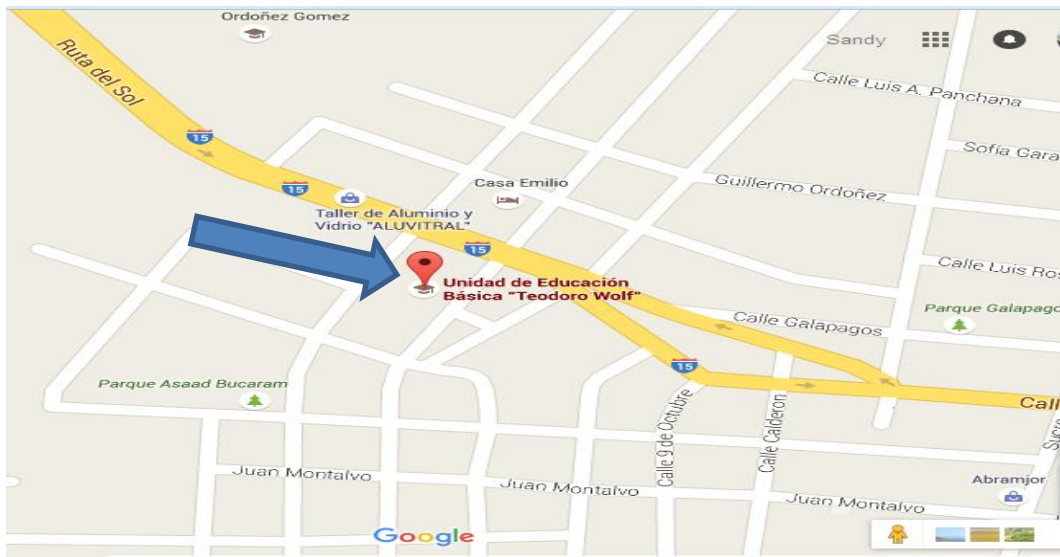 Ordoñez Gomez
Sandy
Ruta del Sol
Calle Luis A. Panchana
15
Sofía Gara
Casa Emilio
Guillermo Ordoñez
15
Taller de Aluminio y
Vidrio "ALUVITRAL"
15
Calle Luis Ros
Unidad de Educación
Básica "Teodoro Wolf"
Parque Galapago
Calle Galapagos
15
Parque Asaad Bucaram
Calle 9 de Octubre
Calle Calderon
Call
Sucre
Juan Montalvo
Juan Montalvo
Juan Montalvo
Abramjor
Google